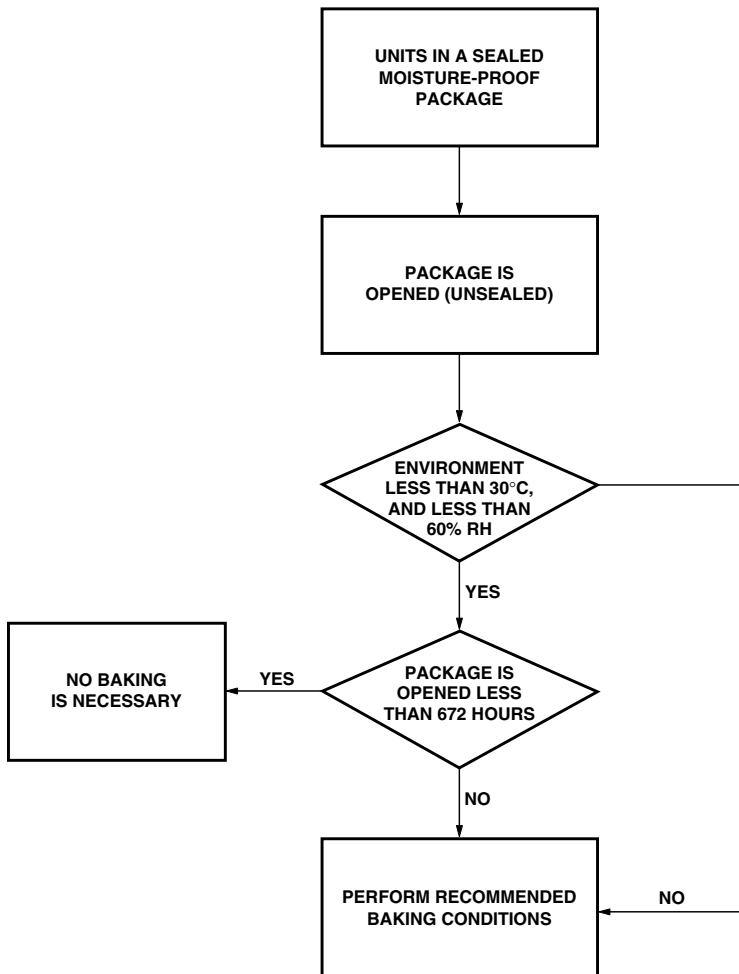 UNITS IN A SEALED
MOISTURE-PROOF
PACKAGE
PACKAGE IS
OPENED (UNSEALED)
ENVIRONMENT
LESS THAN 30°C,
AND LESS THAN
60% RH
YES
PACKAGE IS
OPENED LESS
THAN 672 HOURS
YES
NO BAKING
IS NECESSARY
NO
PERFORM RECOMMENDED
BAKING CONDITIONS
NO